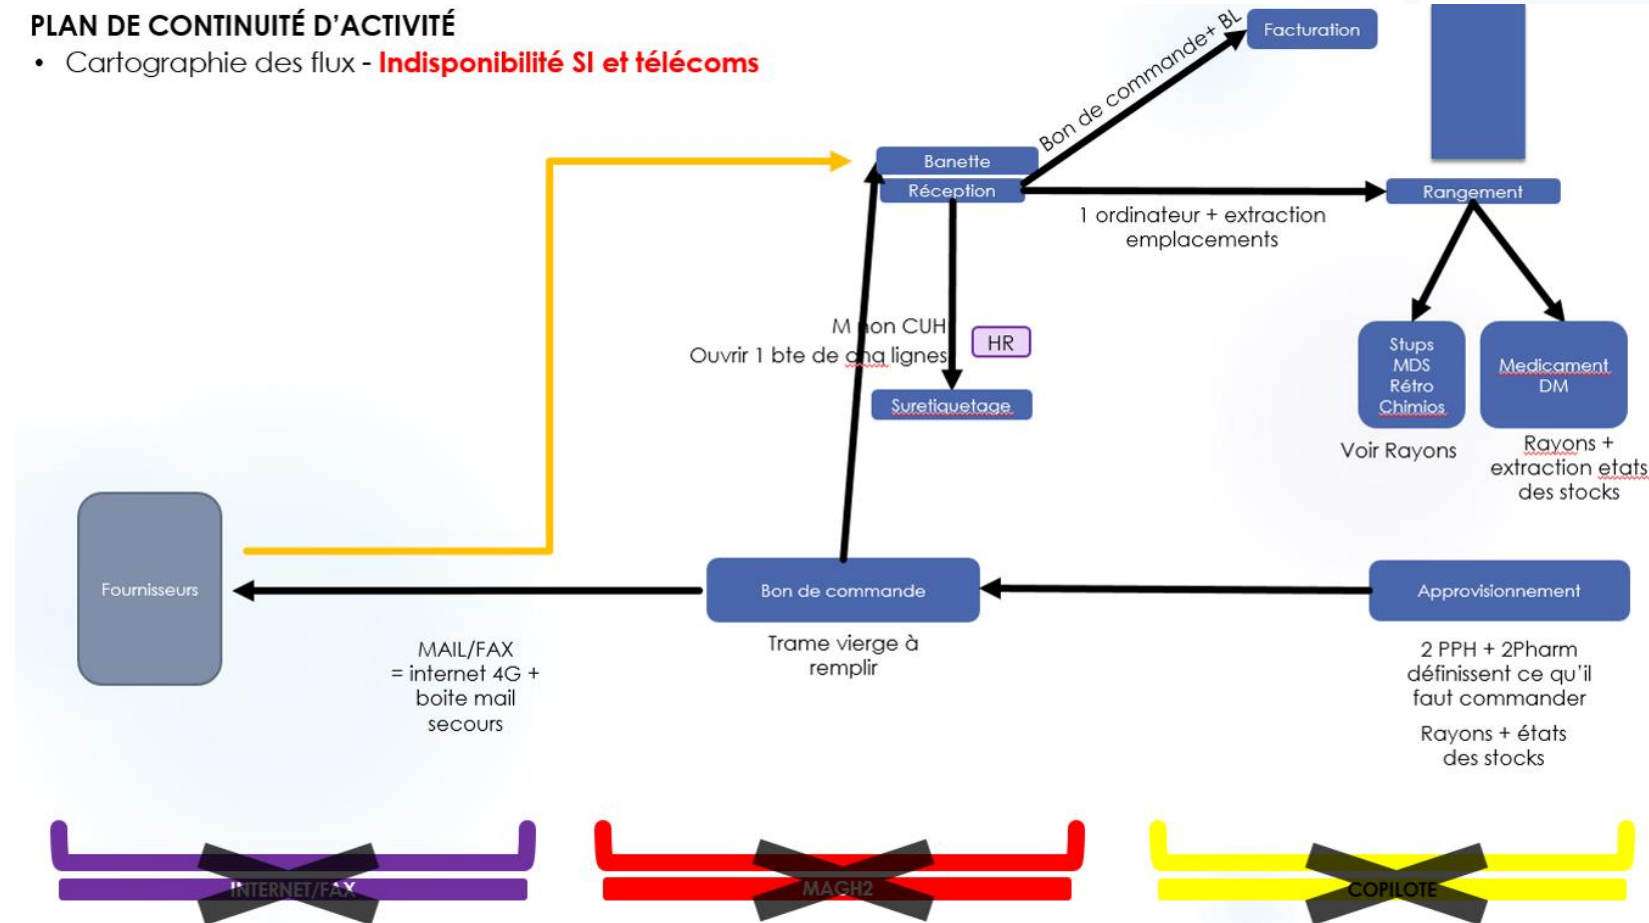 PLAN DE CONTINUITÉ D’ACTIVITÉ
• Cartographie des flux - Indisponibilité SI et télécoms
Facturation
Bon de commande+ BL
Banette
Réception
Rangement
1 ordinateur + extraction
emplacements
M non CUH
Ouvrir 1 bte de cinq lignes
HR
Suretiquetage
Stups
MDS
Rétro
Chimios
Voir Rayons
Medicament
DM
Rayons +
extraction etats
des stocks
Fournisseurs
MAIL/FAX
= internet 4G +
boite mail
secours
Bon de commande
Trame vierge à
remplir
Approvisionnement
2 PPH + 2Pharm
définissent ce qu’il
faut commander
Rayons + états
des stocks
INTERNET/FAX
MAGH2
COPILOTE